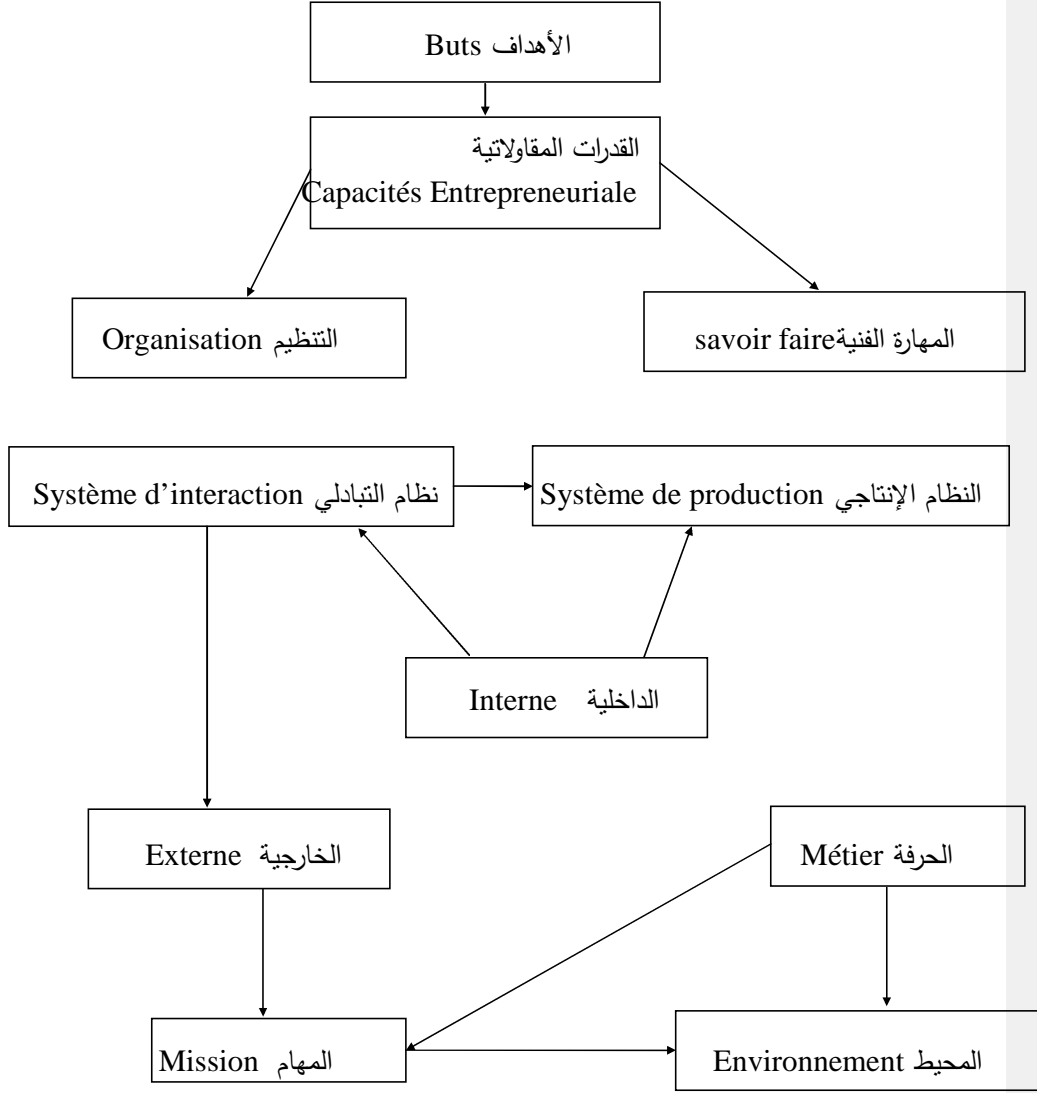 الأهداف Buts
القدرات المقاولاتية
Capacités Entrepreneuriale
التنظيم Organisation
المهارة الفنيةsavoir faire
نظام التبادلي Système d’interaction
النظام الإنتاجي Système de production
الداخلية Interne
الخارجية Externe
الحرفة Métier
المهام Mission
المحيط Environnement